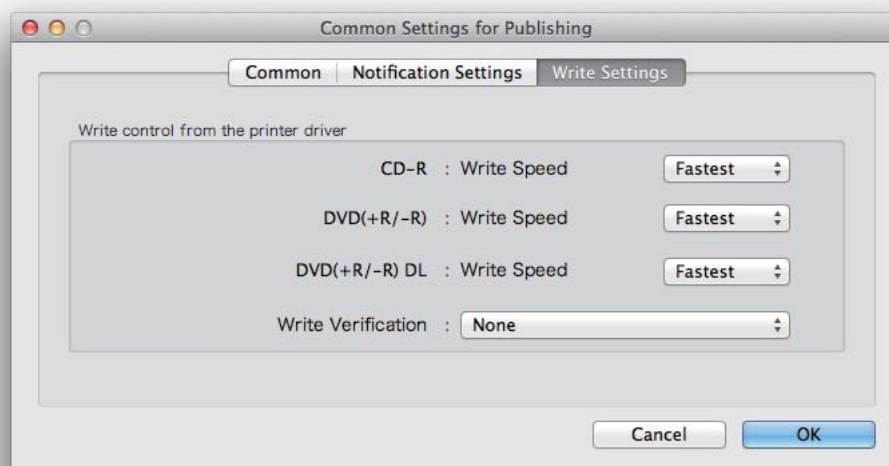 Common Settings for Publishing
Common Notification Settings Write Settings
Write control from the printer driver
CD-R : Write Speed Fastest
DVD(+R/-R) : Write Speed Fastest
DVD(+R/-R) DL : Write Speed Fastest
Write Verification : None
Cancel OK